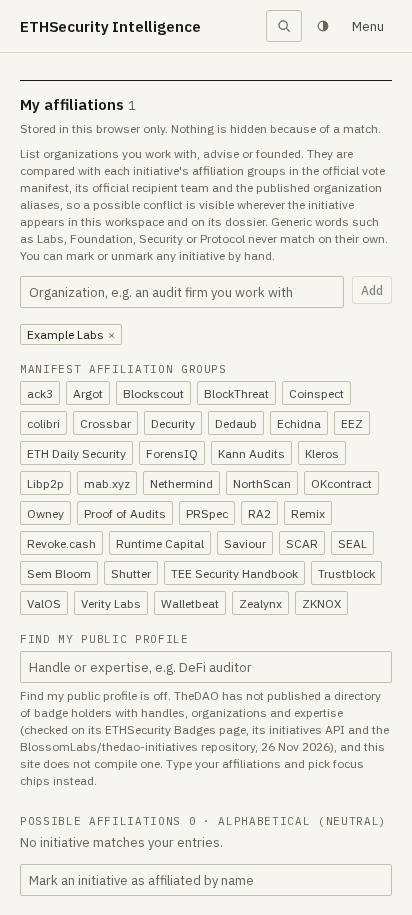 ETHSecurity Intelligence
Menu
My affiliations 1
Stored in this browser only. Nothing is hidden because of a match.
List organizations you work with, advise or founded. They are
compared with each initiative's affiliation groups in the official vote
manifest, its official recipient team and the published organization
aliases, so a possible conflict is visible wherever the initiative
appears in this workspace and on its dossier. Generic words such
as Labs, Foundation, Security or Protocol never match on their own.
You can mark or unmark any initiative by hand.
Organization, e.g. an audit firm you work with
Add
Example Labs ×
MANIFEST AFFILIATION GROUPS
ack3 Argot Blockscout BlockThreat Coinspect
colibri Crossbar Decurity Dedaub Echidna EEZ
ETH Daily Security ForensIQ Kann Audits Kleros
Libp2p mab.xyz Nethermind NorthScan OKcontract
Owney Proof of Audits PRSpec RA2 Remix
Revoke.cash Runtime Capital Saviour SCAR SEAL
Sem Bloom Shutter TEE Security Handbook Trustblock
ValOS Verity Labs Walletbeat Zealynx ZKNOX
FIND MY PUBLIC PROFILE
Handle or expertise, e.g. DeFi auditor
Find my public profile is off. TheDAO has not published a directory
of badge holders with handles, organizations and expertise
(checked on its ETHSecurity Badges page, its initiatives API and the
BlossomLabs/thedao-initiatives repository, 26 Nov 2026), and this
site does not compile one. Type your affiliations and pick focus
chips instead.
POSSIBLE AFFILIATIONS 0 · ALPHABETICAL (NEUTRAL)
No initiative matches your entries.
Mark an initiative as affiliated by name